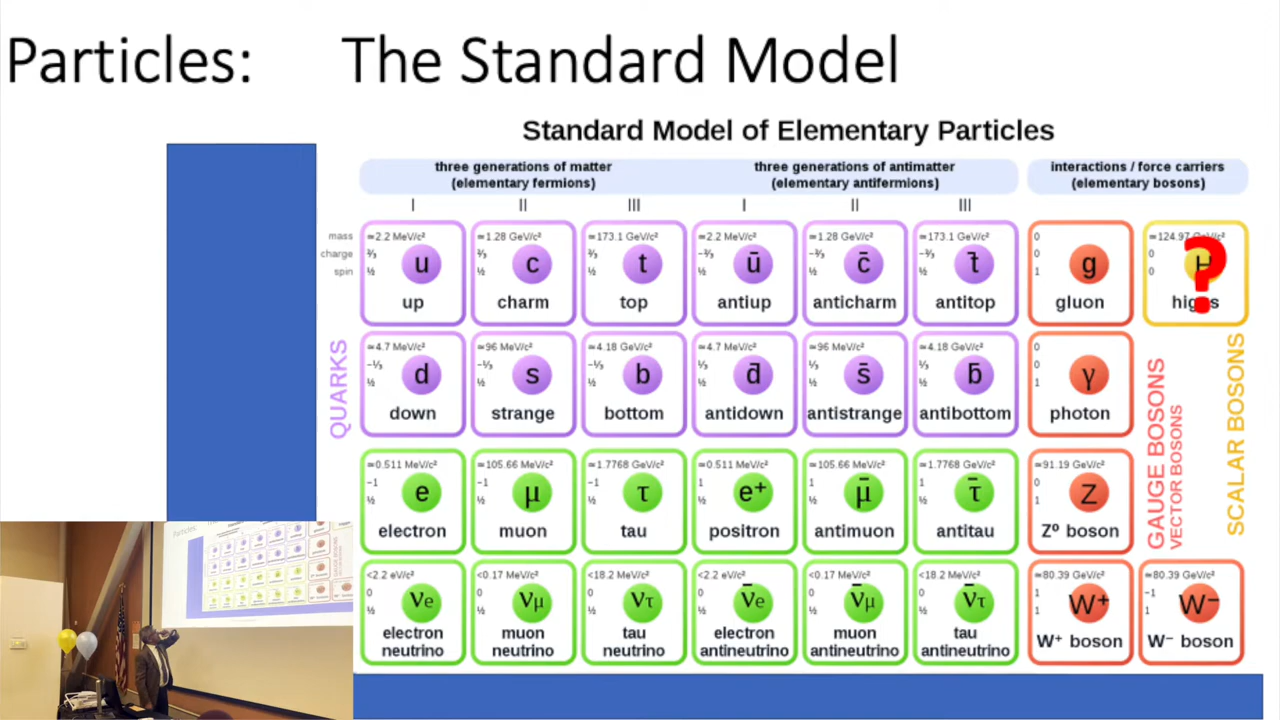 Particles: The Standard Model
Standard Model of Elementary Particles
three generations of matter
(elementary fermions)
three generations of antimatter
(elementary antifermions)
interactions / force carriers
(elementary bosons)
I II III I II III
mass
charge
spin
≃2.2 MeV/c²
⅔
½
u
up
≃1.28 GeV/c²
⅔
½
c
charm
≃173.1 GeV/c²
⅔
½
t
top
≃2.2 MeV/c²
-⅔
½
ū
antiup
≃1.28 GeV/c²
-⅔
½
c̄
anticharm
≃173.1 GeV/c²
-⅔
½
t̄
antitop
0
0
1
g
gluon
≃124.97 GeV/c²
0
0
H
?
higgs
QUARKS
≃4.7 MeV/c²
-⅓
½
d
down
≃96 MeV/c²
-⅓
½
s
strange
≃4.18 GeV/c²
-⅓
½
b
bottom
≃4.7 MeV/c²
⅓
½
d̄
antidown
≃96 MeV/c²
⅓
½
s̄
antistrange
≃4.18 GeV/c²
⅓
½
b̄
antibottom
0
0
1
γ
photon
≃0.511 MeV/c²
-1
½
e
electron
≃105.66 MeV/c²
-1
½
μ
muon
≃1.7768 GeV/c²
-1
½
τ
tau
≃0.511 MeV/c²
1
½
e⁺
positron
≃105.66 MeV/c²
1
½
μ̄
antimuon
≃1.7768 GeV/c²
1
½
τ̄
antitau
≃91.19 GeV/c²
0
1
Z
Z⁰ boson
GAUGE BOSONS
VECTOR BOSONS
SCALAR BOSONS
<2.2 eV/c²
0
½
νe
electron
neutrino
<0.17 MeV/c²
0
½
νμ
muon
neutrino
<18.2 MeV/c²
0
½
ντ
tau
neutrino
<2.2 eV/c²
0
½
ν̄e
electron
antineutrino
<0.17 MeV/c²
0
½
ν̄μ
muon
antineutrino
<18.2 MeV/c²
0
½
ν̄τ
tau
antineutrino
≃80.39 GeV/c²
1
1
W⁺
W⁺ boson
≃80.39 GeV/c²
-1
1
W⁻
W⁻ boson